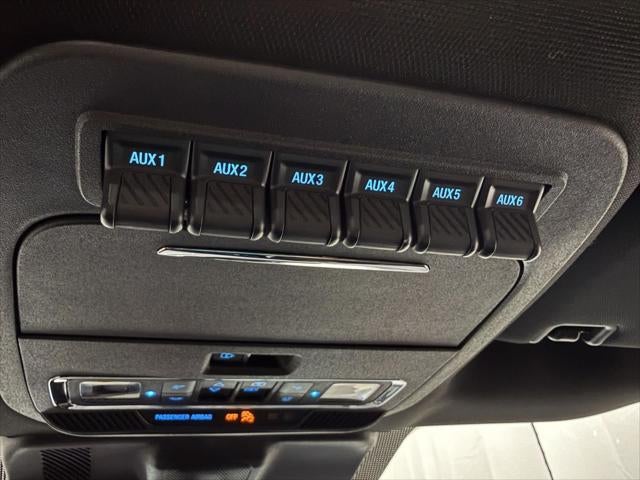 AUX1 AUX2 AUX3 AUX4 AUX5 AUX6
PASSENGER AIRBAG OFF